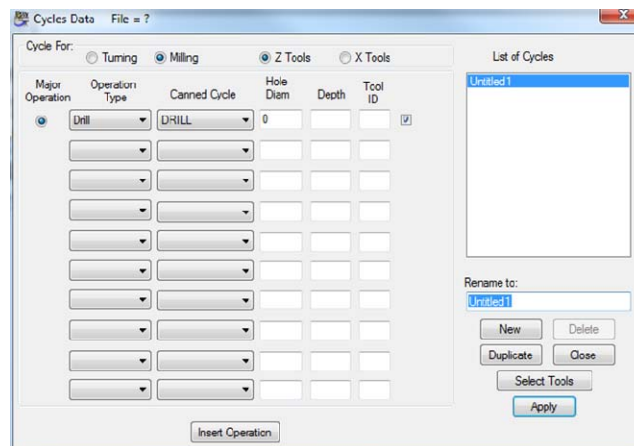 Cycles Data File = ?
Cycle For:
Turning Milling Z Tools X Tools
Major Operation
Operation Type
Canned Cycle
Hole Diam
Depth
Tool ID
Drill DRILL 0
List of Cycles
Untitled1
Rename to:
Untitled1
New Delete
Duplicate Close
Select Tools
Apply
Insert Operation